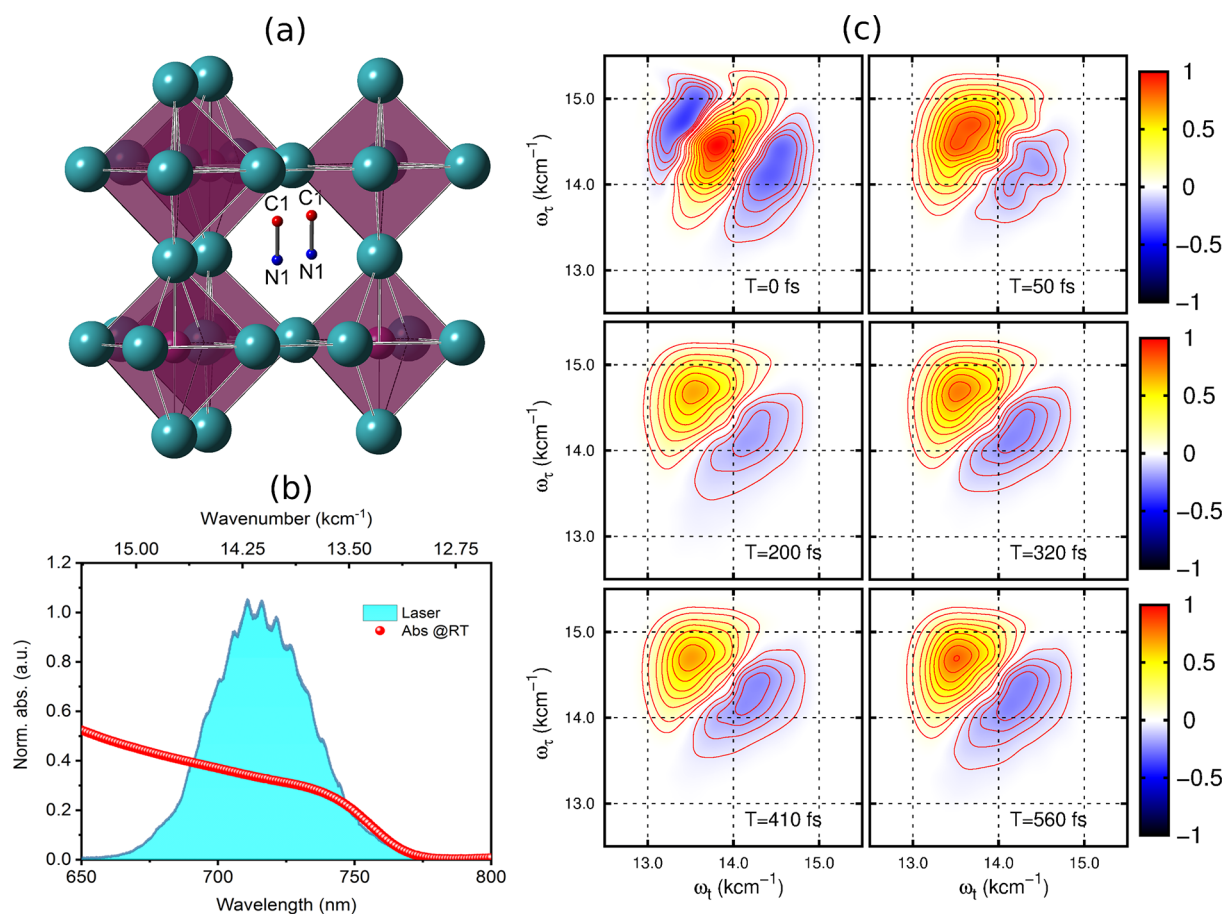 (a)
C1 C1
N1 N1
(b)
Wavenumber (kcm⁻¹)
15.00 14.25 13.50 12.75
1.2
1.0
0.8
0.6
0.4
0.2
0.0
Norm. abs. (a.u.)
Laser
Abs @RT
650 700 750 800
Wavelength (nm)
(c)
15.0
14.0
13.0
ω_τ (kcm⁻¹)
T=0 fs
T=50 fs
1
0.5
0
−0.5
−1
15.0
14.0
13.0
ω_τ (kcm⁻¹)
T=200 fs
T=320 fs
1
0.5
0
−0.5
−1
15.0
14.0
13.0
ω_τ (kcm⁻¹)
T=410 fs
T=560 fs
1
0.5
0
−0.5
−1
13.0 14.0 15.0 13.0 14.0 15.0
ω_t (kcm⁻¹) ω_t (kcm⁻¹)